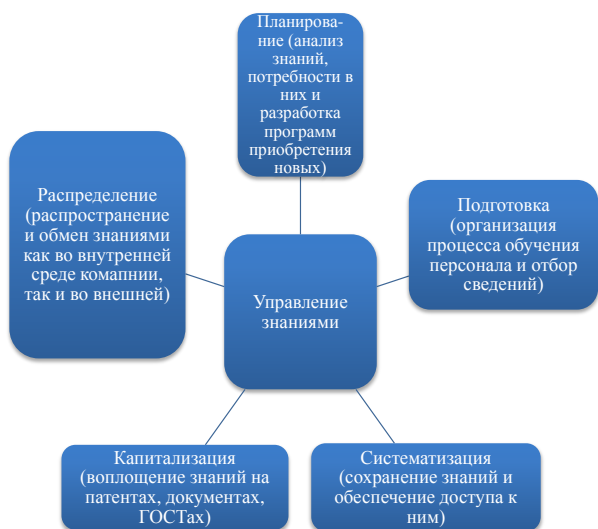 Планирова-
ние (анализ
знаний,
потребности в
них и
разработка
программ
приобретения
новых)
Распределение
(распространение
и обмен знаниями
как во внутренней
среде комапнии,
так и во внешней)
Подготовка
(организация
процесса обучения
персонала и отбор
сведений)
Управление
знаниями
Капитализация
(воплощение знаний на
патентах, документах,
ГОСТах)
Систематизация
(сохранение знаний и
обеспечение доступа к
ним)